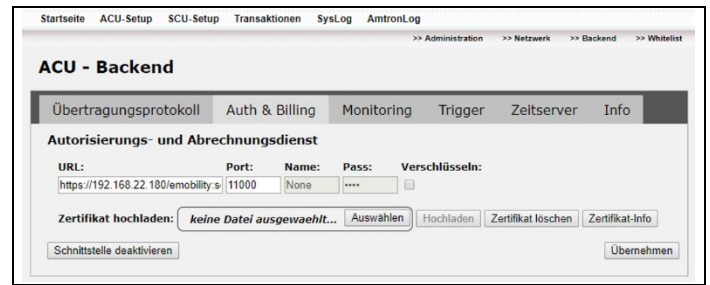 Startseite ACU-Setup SCU-Setup Transaktionen SysLog AmtronLog
>> Administration >> Netzwerk >> Backend >> Whitelist
ACU - Backend
Übertragungsprotokoll Auth & Billing Monitoring Trigger Zeitserver Info
Autorisierungs- und Abrechnungsdienst
URL: Port: Name: Pass: Verschlüsseln:
https://192.168.22.180/emobility:s 11000 None ••••
Zertifikat hochladen: keine Datei ausgewaehlt... Auswählen Hochladen Zertifikat löschen Zertifikat-Info
Schnittstelle deaktivieren Übernehmen